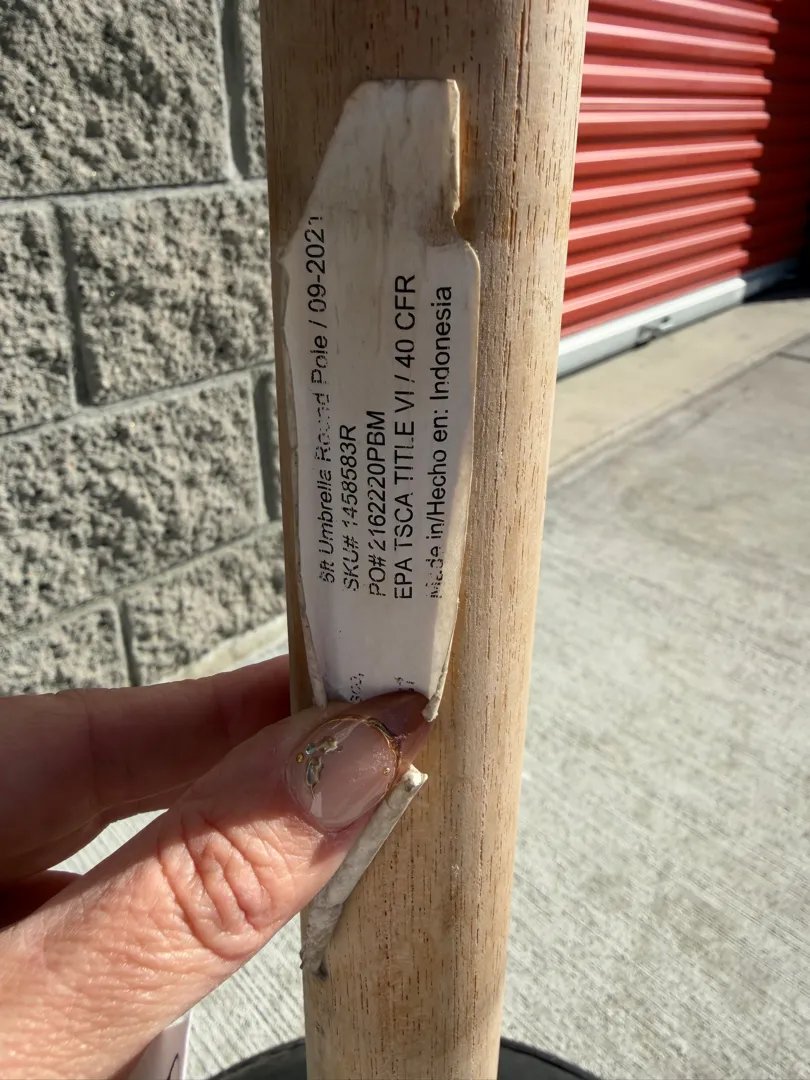 6ft Umbrella Round Pole / 09-2021
SKU# 1458583R
PO# 2162220PBM
EPA TSCA TITLE VI / 40 CFR
Made in/Hecho en: Indonesia